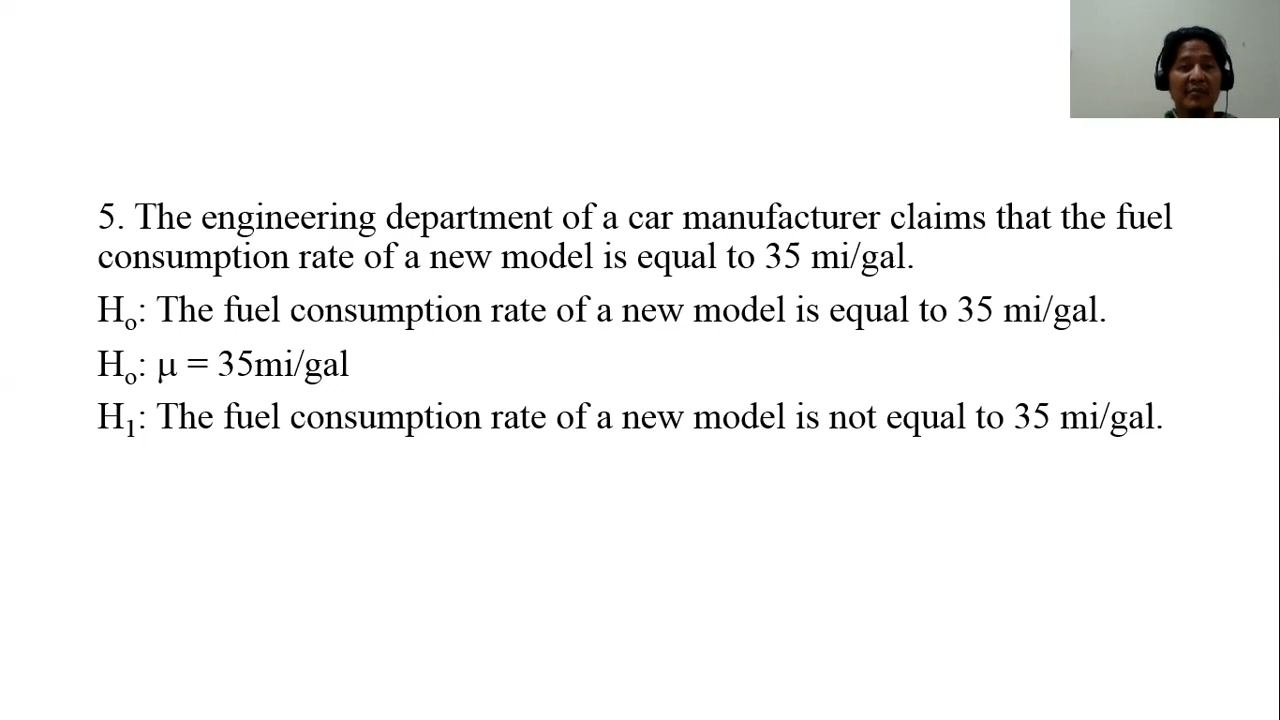 5. The engineering department of a car manufacturer claims that the fuel
consumption rate of a new model is equal to 35 mi/gal.
Hₒ: The fuel consumption rate of a new model is equal to 35 mi/gal.
Hₒ: μ = 35mi/gal
H₁: The fuel consumption rate of a new model is not equal to 35 mi/gal.